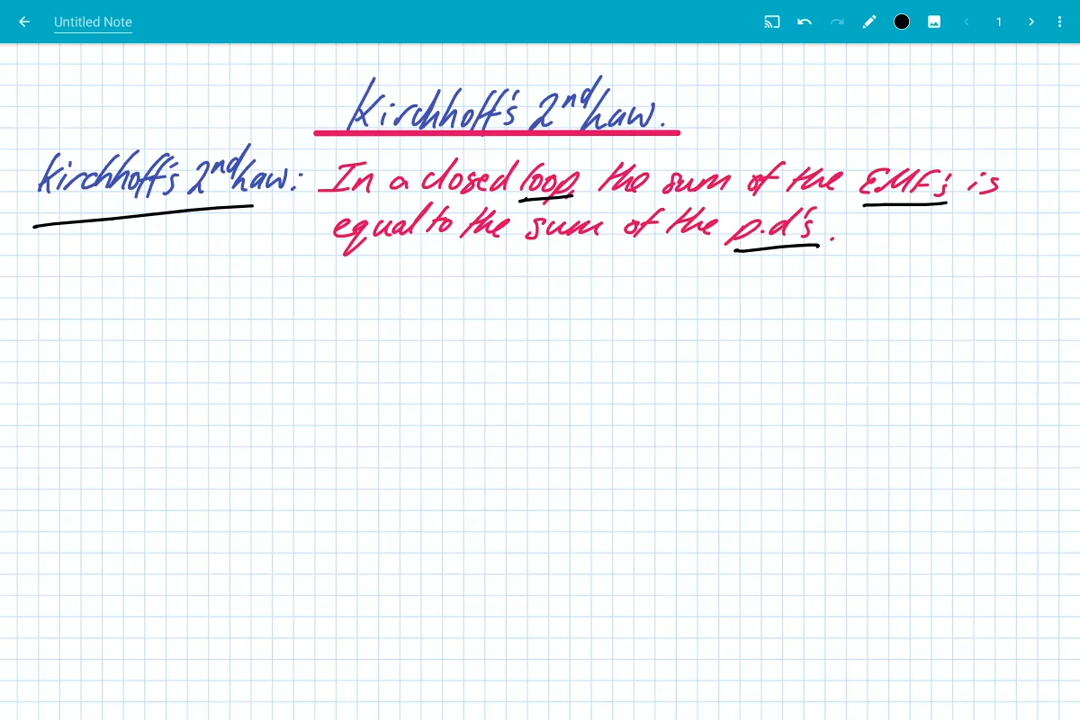 Untitled Note
1
Kirchhoff's 2nd Law.
Kirchhoff's 2nd Law: In a closed loop the sum of the EMF's is
equal to the sum of the p.d's.